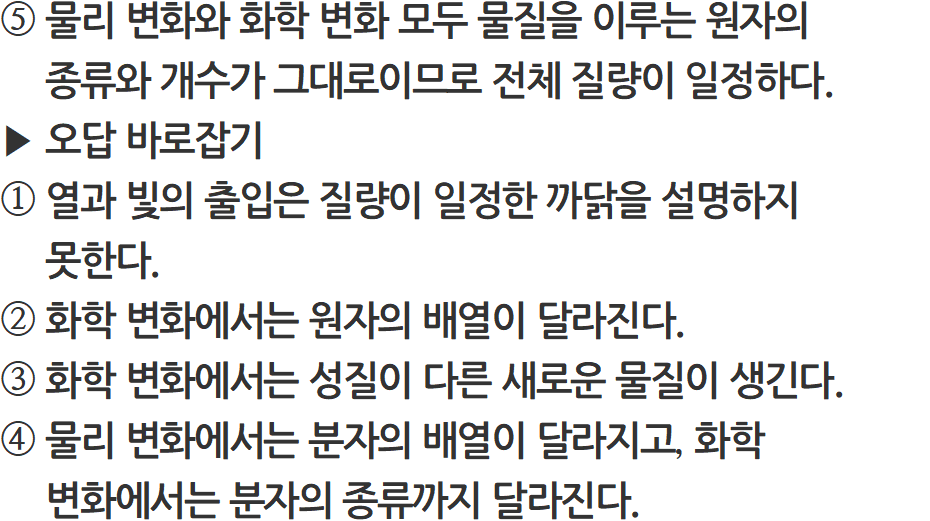 ⑤ 물리 변화와 화학 변화 모두 물질을 이루는 원자의
종류와 개수가 그대로이므로 전체 질량이 일정하다.
▶ 오답 바로잡기
① 열과 빛의 출입은 질량이 일정한 까닭을 설명하지
못한다.
② 화학 변화에서는 원자의 배열이 달라진다.
③ 화학 변화에서는 성질이 다른 새로운 물질이 생긴다.
④ 물리 변화에서는 분자의 배열이 달라지고, 화학
변화에서는 분자의 종류까지 달라진다.